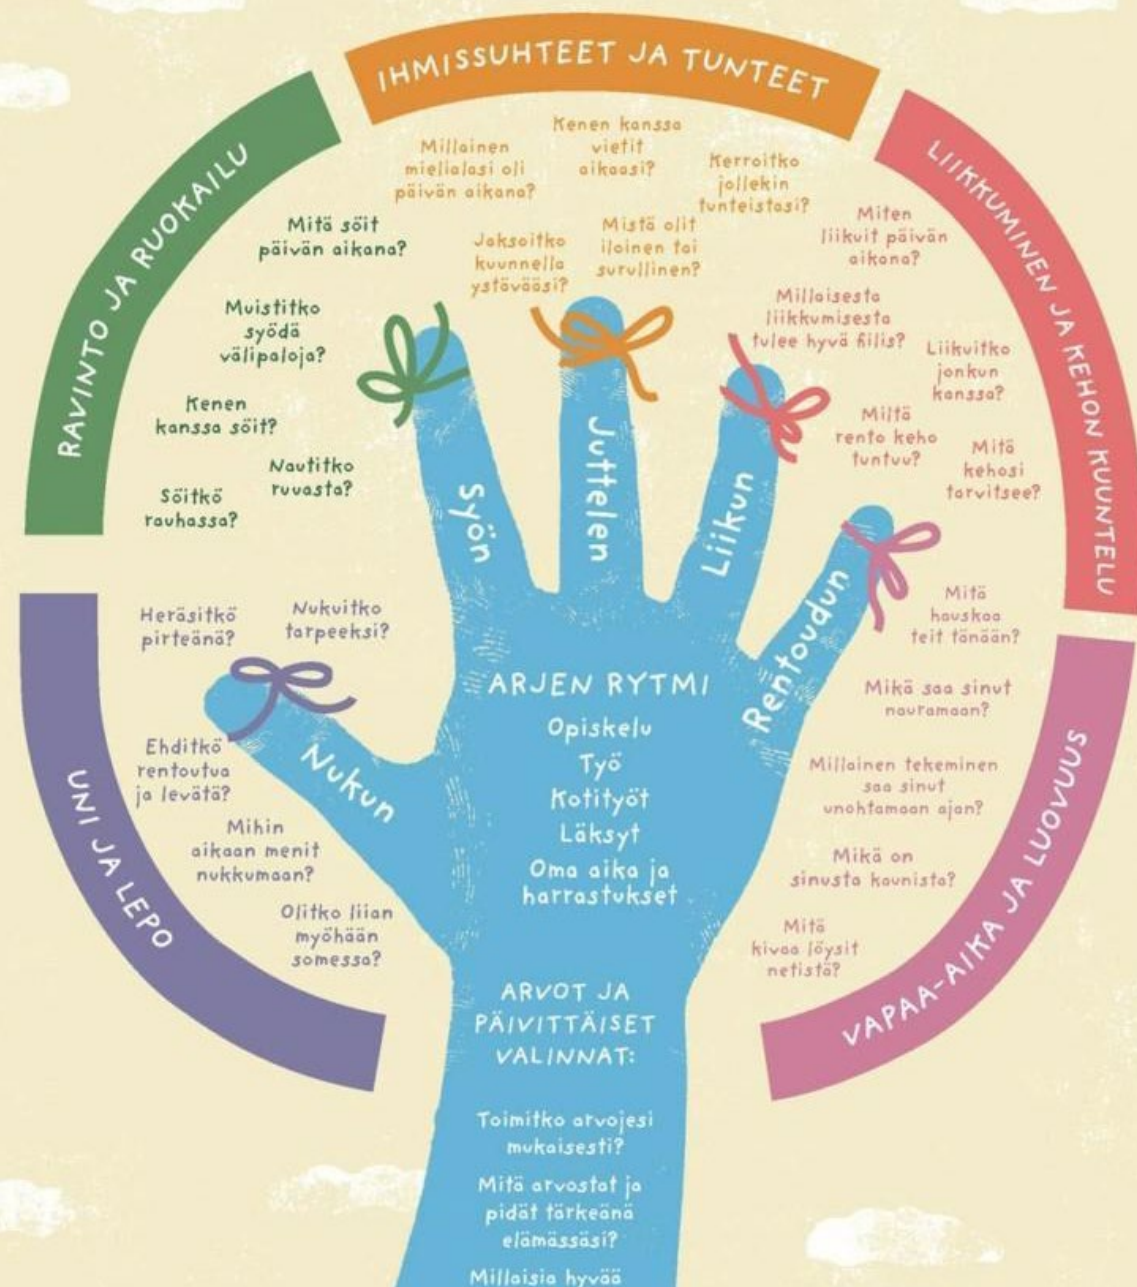 IHMISSUHTEET JA TUNTEET
Millainen
mielialasi oli
päivän aikana?
Kenen kanssa
vietit
aikaasi?
Kerroitko
jollekin
tunteistasi?
Jaksoitko
kuunnella
ystävääsi?
Mistä olit
iloinen tai
surullinen?
RAVINTO JA RUOKAILU
Mitä söit
päivän aikana?
Muistitko
syödä
välipaloja?
Kenen
kanssa söit?
Nautitko
ruuasta?
Söitkö
rauhassa?
LIIKKUMINEN JA KEHON KUUNTELU
Miten
liikuit päivän
aikana?
Millaisesta
liikkumisesta
tulee hyvä fiilis?
Liikuitko
jonkun
kanssa?
Miltä
rento keho
tuntuu?
Mitä
kehosi
tarvitsee?
Syön
Juttelen
Liikun
Rentoudun
Nukun
UNI JA LEPO
Heräsitkö
pirteänä?
Nukuitko
tarpeeksi?
Ehditkö
rentoutua
ja levätä?
Mihin
aikaan menit
nukkumaan?
Olitko liian
myöhään
somessa?
VAPAA-AIKA JA LUOVUUS
Mitä
hauskaa
teit tänään?
Mikä saa sinut
nauramaan?
Millainen tekeminen
saa sinut
unohtamaan ajan?
Mikä on
sinusta kaunista?
Mitä
kivaa löysit
netistä?
ARJEN RYTMI
Opiskelu
Työ
Kotityöt
Läksyt
Oma aika ja
harrastukset
ARVOT JA
PÄIVITTÄISET
VALINNAT:
Toimitko arvojesi
mukaisesti?
Mitä arvostat ja
pidät tärkeänä
elämässäsi?
Millaisia hyvää